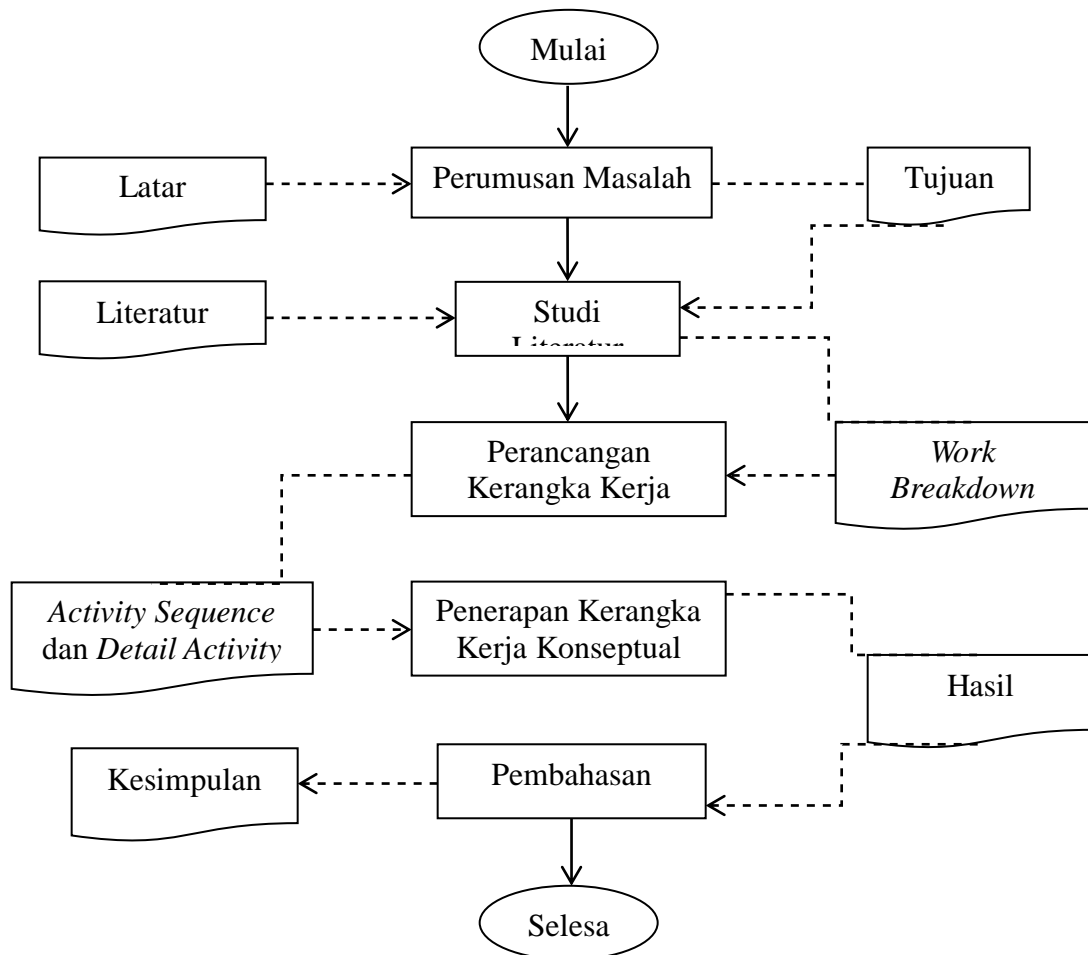 Mulai
Latar
Perumusan Masalah
Tujuan
Literatur
Studi
Literatur
Perancangan
Kerangka Kerja
Work
Breakdown
Activity Sequence
dan Detail Activity
Penerapan Kerangka
Kerja Konseptual
Hasil
Kesimpulan
Pembahasan
Selesa